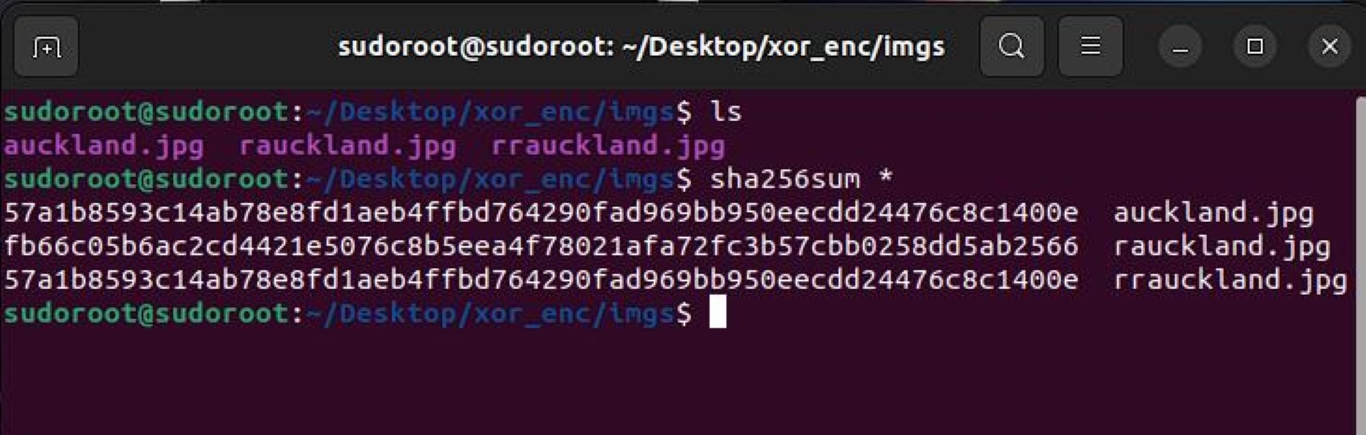 sudoroot@sudoroot: ~/Desktop/xor_enc/imgs
sudoroot@sudoroot:~/Desktop/xor_enc/imgs$ ls
auckland.jpg  rauckland.jpg  rrauckland.jpg
sudoroot@sudoroot:~/Desktop/xor_enc/imgs$ sha256sum *
57a1b8593c14ab78e8fd1aeb4ffbd764290fad969bb950eecdd24476c8c1400e  auckland.jpg
fb66c05b6ac2cd4421e5076c8b5eea4f78021afa72fc3b57cbb0258dd5ab2566  rauckland.jpg
57a1b8593c14ab78e8fd1aeb4ffbd764290fad969bb950eecdd24476c8c1400e  rrauckland.jpg
sudoroot@sudoroot:~/Desktop/xor_enc/imgs$